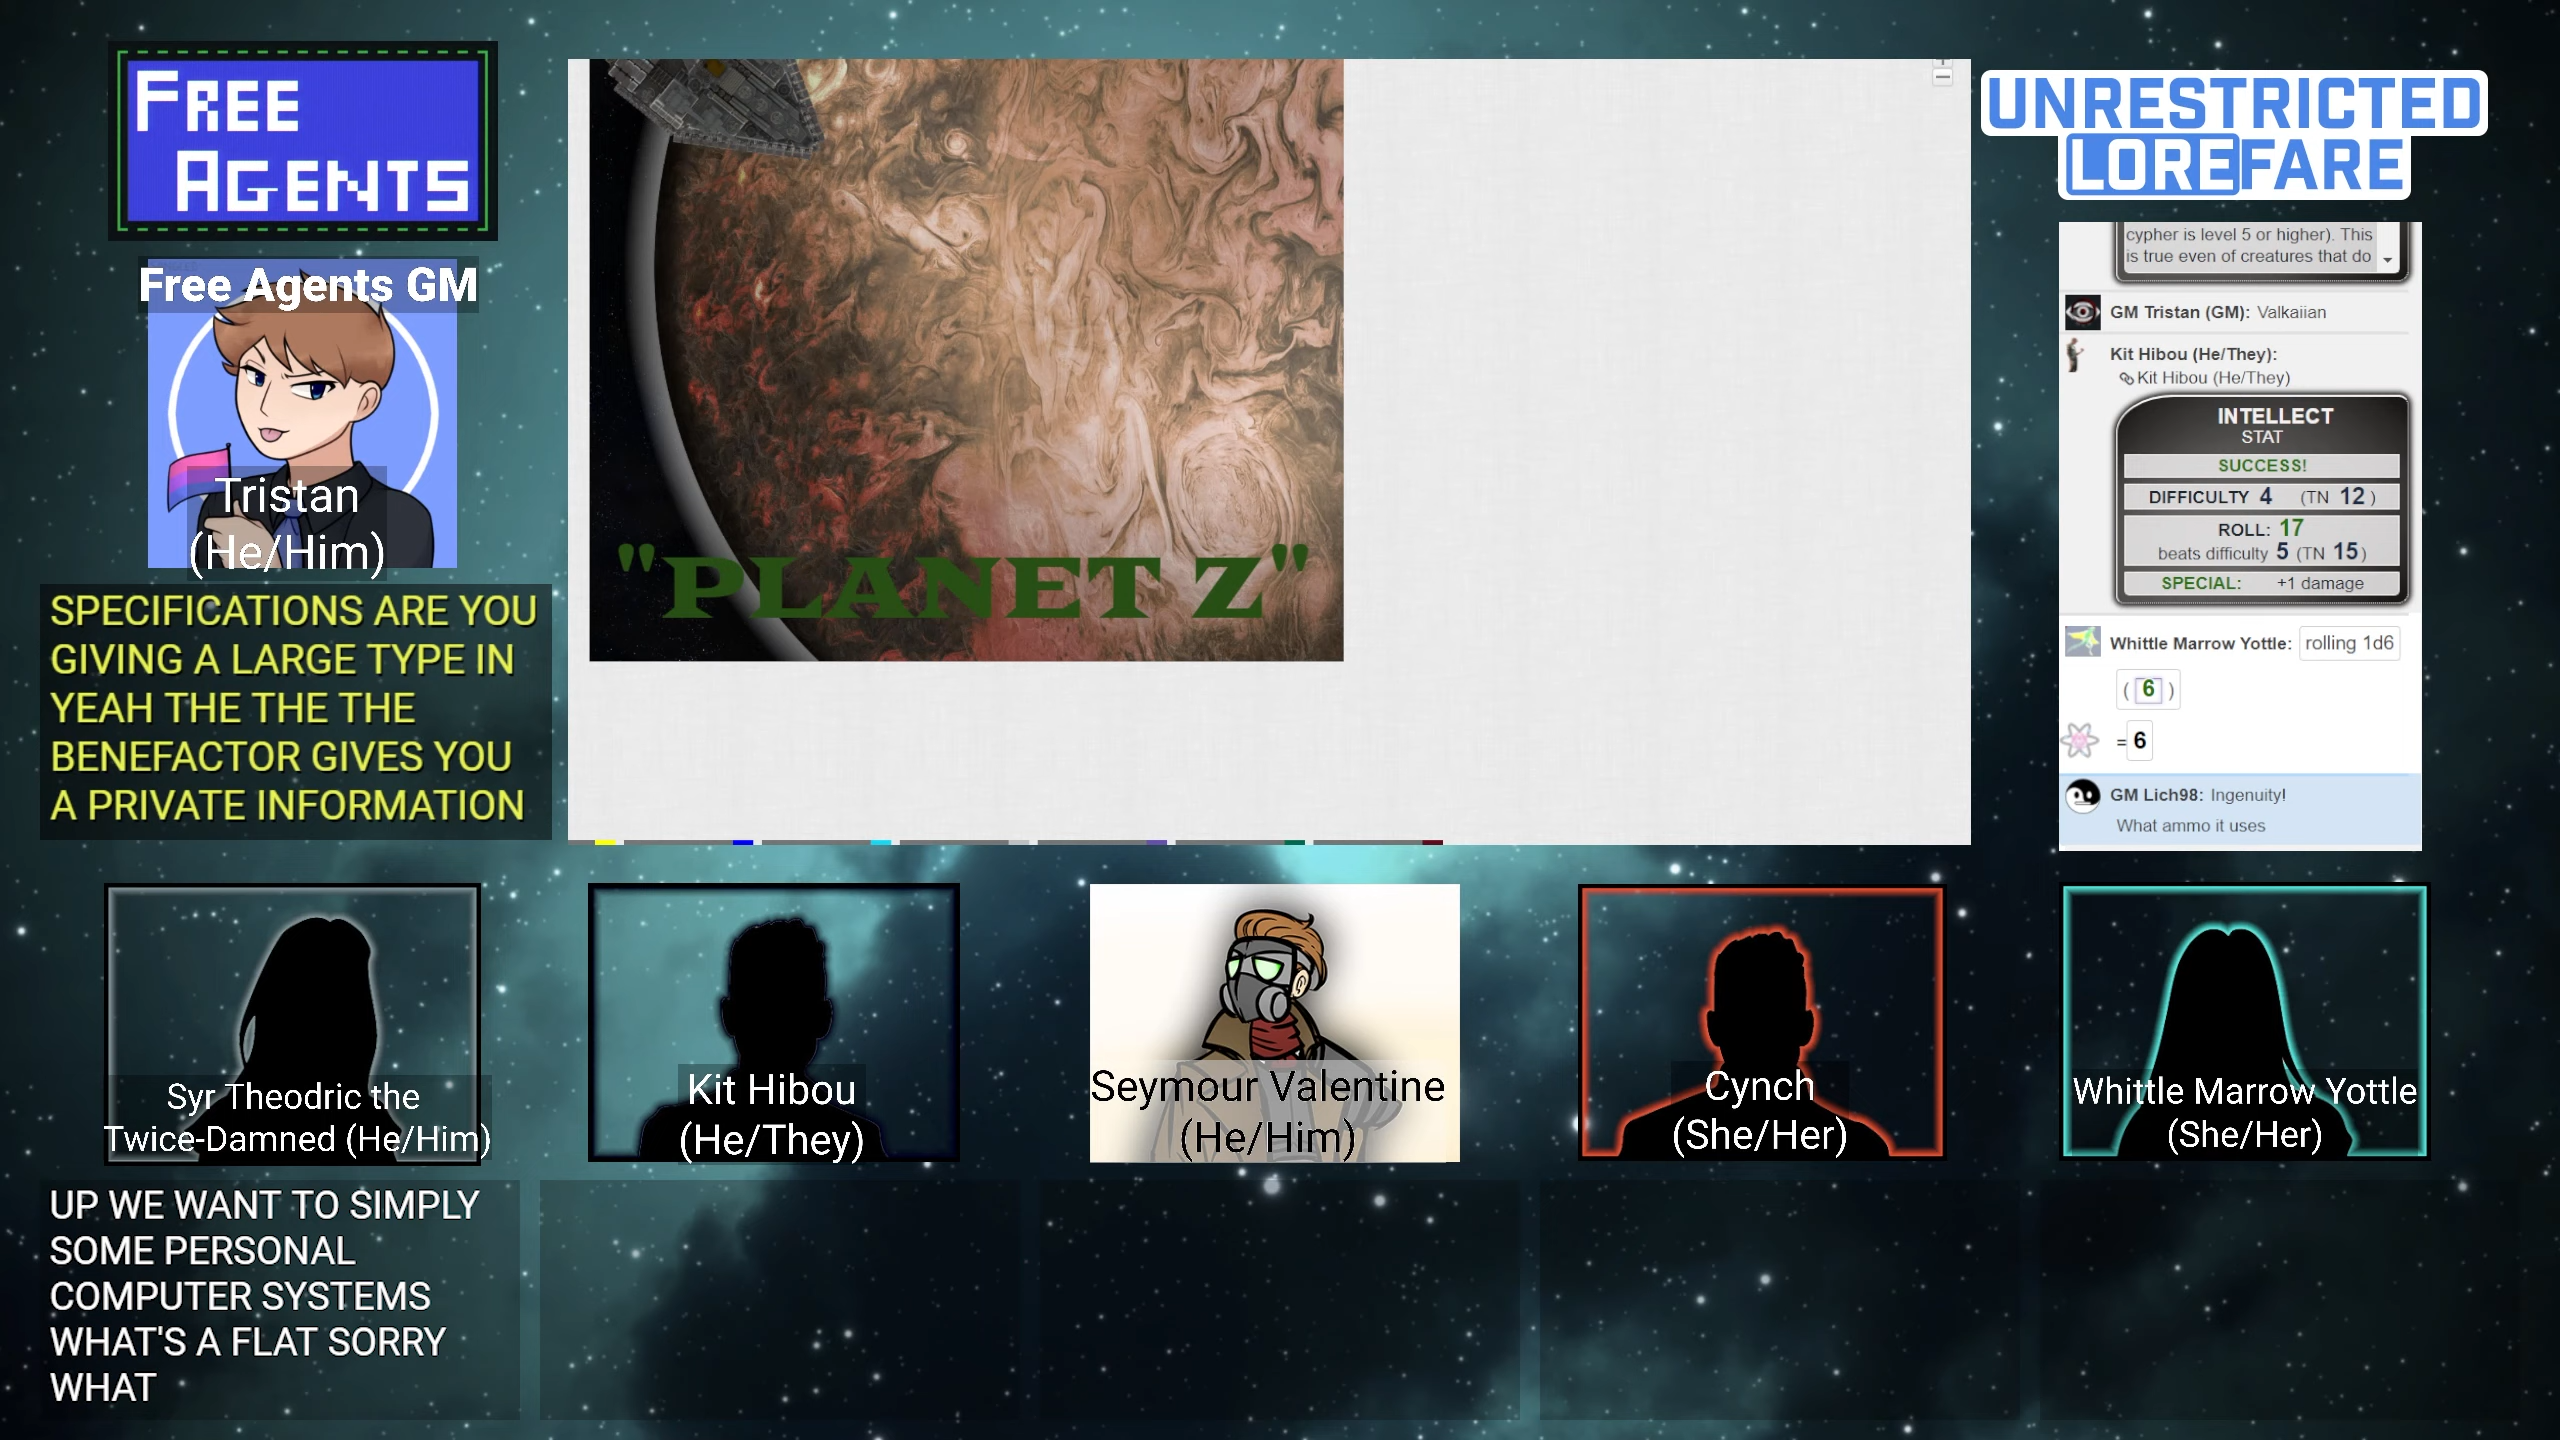 FREE
AGENTS
Free Agents GM
Tristan
(He/Him)
SPECIFICATIONS ARE YOU
GIVING A LARGE TYPE IN
YEAH THE THE THE
BENEFACTOR GIVES YOU
A PRIVATE INFORMATION
"PLANET Z"
UNRESTRICTED
LOREFARE
cypher is level 5 or higher). This
is true even of creatures that do
GM Tristan (GM): Valkaiian
Kit Hibou (He/They):
Kit Hibou (He/They)
INTELLECT
STAT
SUCCESS!
DIFFICULTY 4 (TN 12 )
ROLL: 17
beats difficulty 5 (TN 15 )
SPECIAL: +1 damage
Whittle Marrow Yottle: rolling 1d6
( 6 )
= 6
GM Lich98: Ingenuity!
What ammo it uses
Syr Theodric the
Twice-Damned (He/Him)
Kit Hibou
(He/They)
Seymour Valentine
(He/Him)
Cynch
(She/Her)
Whittle Marrow Yottle
(She/Her)
UP WE WANT TO SIMPLY
SOME PERSONAL
COMPUTER SYSTEMS
WHAT'S A FLAT SORRY
WHAT